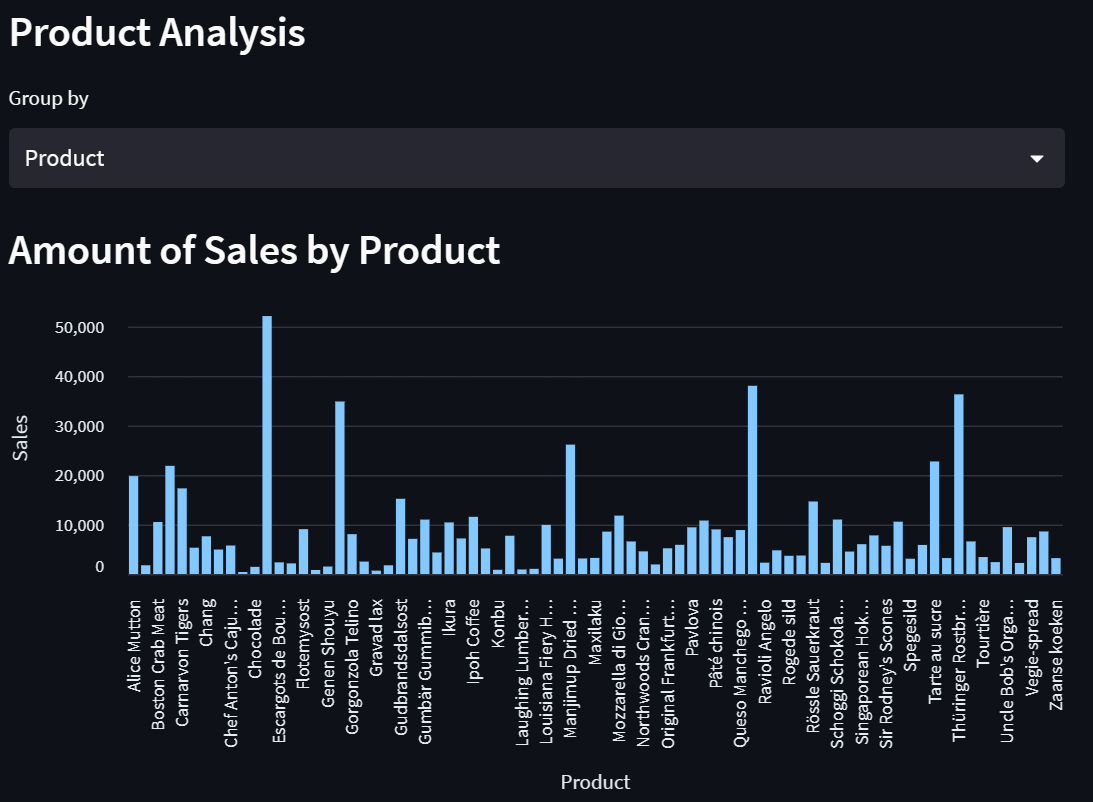 Product Analysis
Group by
Product
Amount of Sales by Product
50,000
40,000
30,000
20,000
10,000
0
Sales
Alice Mutton
Boston Crab Meat
Carnarvon Tigers
Chang
Chef Anton's Caju…
Chocolade
Escargots de Bou…
Flotemysost
Genen Shouyu
Gorgonzola Telino
Gravad lax
Gudbrandsdalsost
Gumbär Gummib…
Ikura
Ipoh Coffee
Konbu
Laughing Lumber…
Louisiana Fiery H…
Manjimup Dried …
Maxilaku
Mozzarella di Gio…
Northwoods Cran…
Original Frankfurt…
Pavlova
Pâté chinois
Queso Manchego …
Ravioli Angelo
Rogede sild
Rössle Sauerkraut
Schoggi Schokola…
Singaporean Hok…
Sir Rodney's Scones
Spegesild
Tarte au sucre
Thüringer Rostbr…
Tourtière
Uncle Bob's Orga…
Vegie-spread
Zaanse koeken
Product